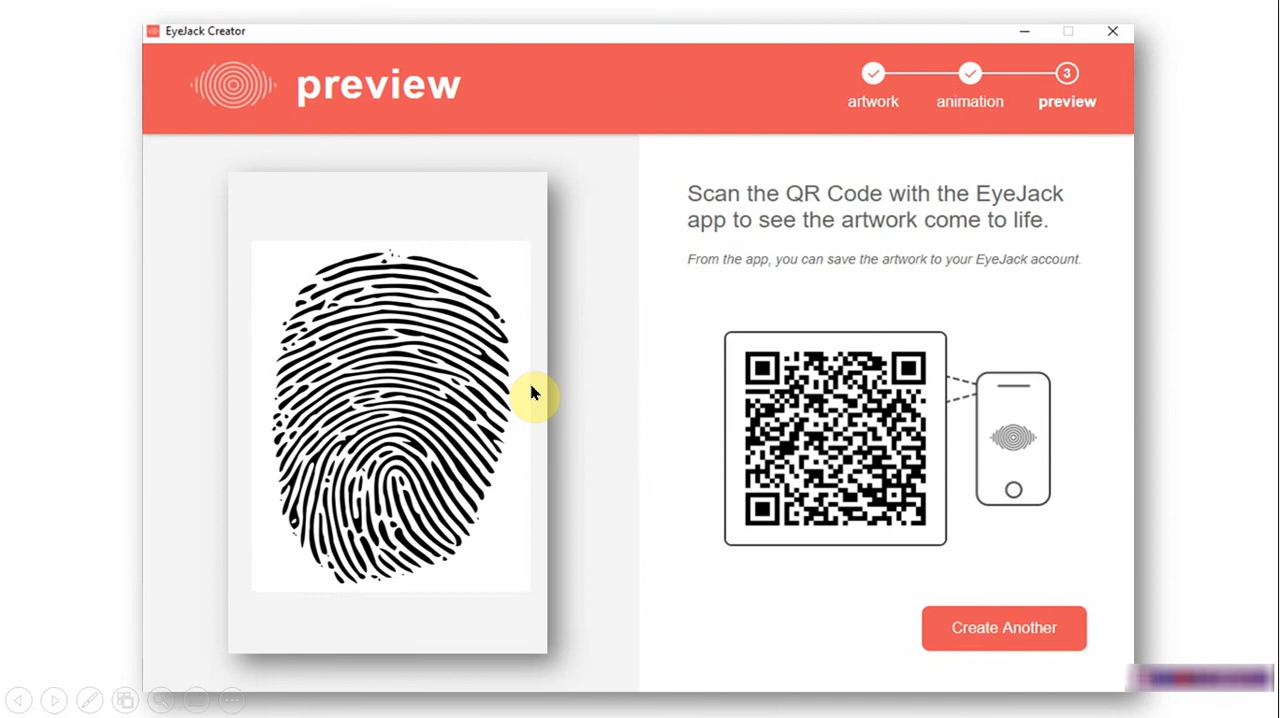 EyeJack Creator
preview
3
artwork
animation
preview
Scan the QR Code with the EyeJack
app to see the artwork come to life.
From the app, you can save the artwork to your EyeJack account.
Create Another